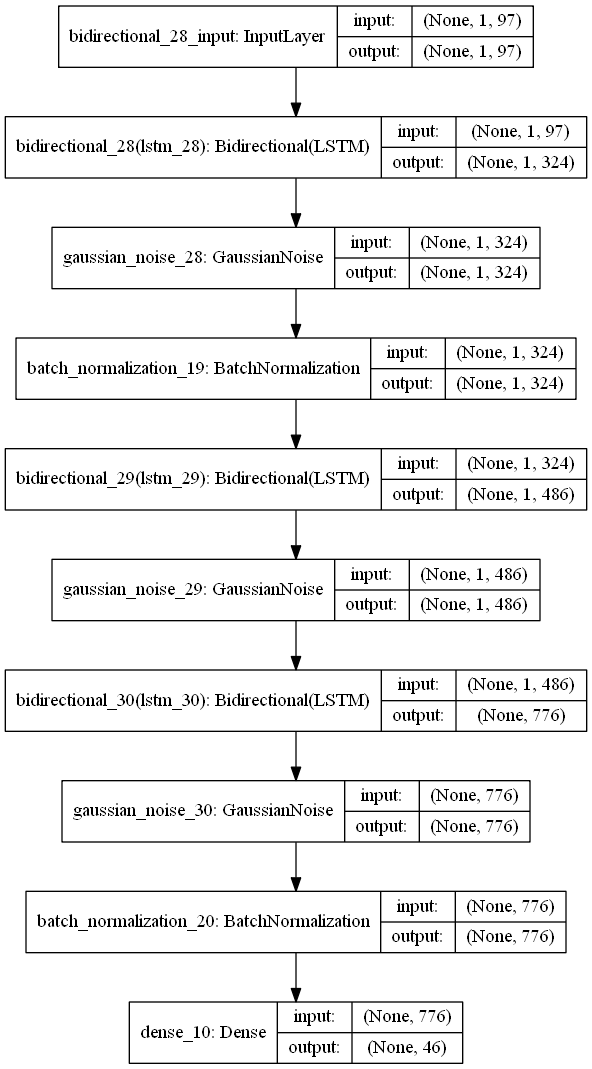 bidirectional_28_input: InputLayer
input: (None, 1, 97)
output: (None, 1, 97)
bidirectional_28(lstm_28): Bidirectional(LSTM)
input: (None, 1, 97)
output: (None, 1, 324)
gaussian_noise_28: GaussianNoise
input: (None, 1, 324)
output: (None, 1, 324)
batch_normalization_19: BatchNormalization
input: (None, 1, 324)
output: (None, 1, 324)
bidirectional_29(lstm_29): Bidirectional(LSTM)
input: (None, 1, 324)
output: (None, 1, 486)
gaussian_noise_29: GaussianNoise
input: (None, 1, 486)
output: (None, 1, 486)
bidirectional_30(lstm_30): Bidirectional(LSTM)
input: (None, 1, 486)
output: (None, 776)
gaussian_noise_30: GaussianNoise
input: (None, 776)
output: (None, 776)
batch_normalization_20: BatchNormalization
input: (None, 776)
output: (None, 776)
dense_10: Dense
input: (None, 776)
output: (None, 46)